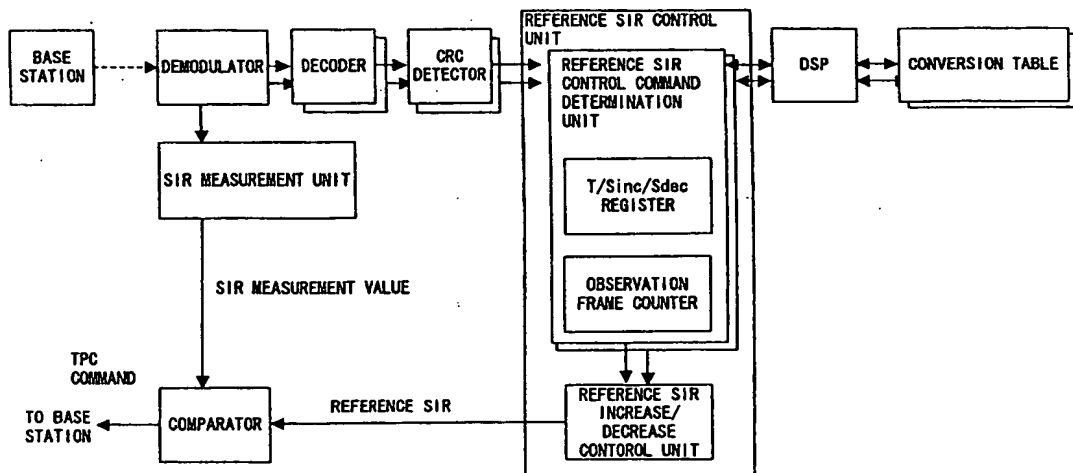 BASE
STATION
DEMODULATOR
DECODER
CRC
DETECTOR
REFERENCE SIR CONTROL
UNIT
REFERENCE SIR
CONTROL COMMAND
DETERMINATION
UNIT
T/Sinc/Sdec
REGISTER
OBSERVATION
FRAME COUNTER
DSP
CONVERSION TABLE
SIR MEASUREMENT UNIT
SIR MEASUREMENT VALUE
TPC
COMMAND
TO BASE
STATION
COMPARATOR
REFERENCE SIR
REFERENCE SIR
INCREASE/
DECREASE
CONTOROL UNIT